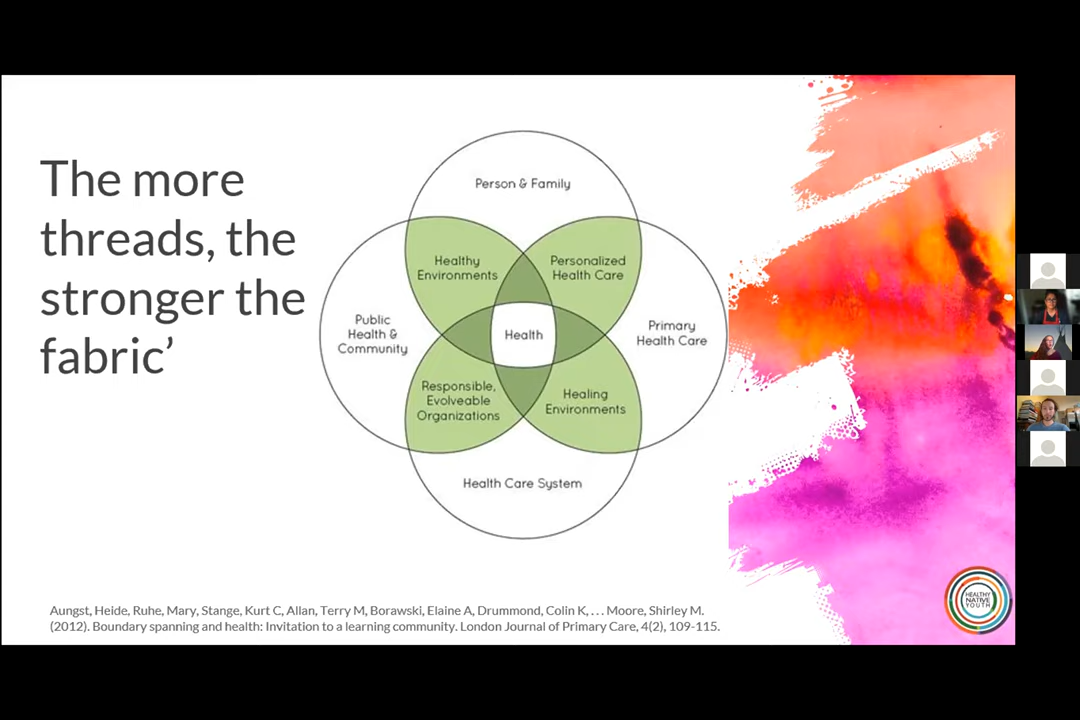 The more
threads, the
stronger the
fabric’
Person & Family
Healthy
Environments
Personalized
Health Care
Public
Health &
Community
Health
Primary
Health Care
Responsible,
Evolveable
Organizations
Healing
Environments
Health Care System
Aungst, Heide, Ruhe, Mary, Stange, Kurt C, Allan, Terry M, Borawski, Elaine A, Drummond, Colin K, . . . Moore, Shirley M.
(2012). Boundary spanning and health: Invitation to a learning community. London Journal of Primary Care, 4(2), 109-115.
HEALTHY
NATIVE
YOUTH